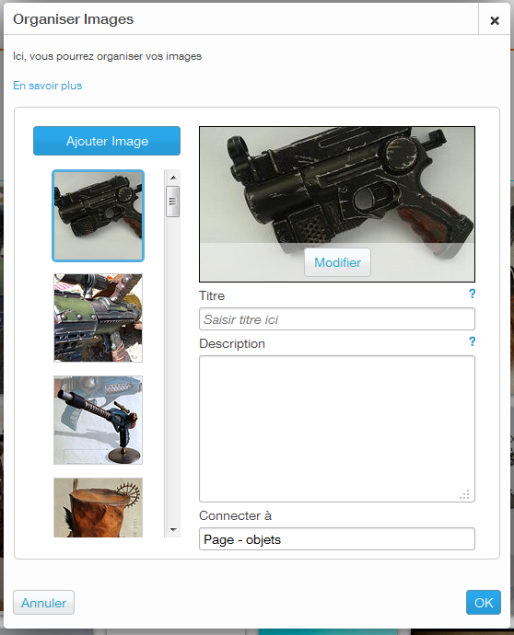 Organiser Images
×
Ici, vous pourrez organiser vos images
En savoir plus
Ajouter Image
Modifier
Titre ?
Saisir titre ici
Description ?
Connecter à
Page - objets
Annuler
OK